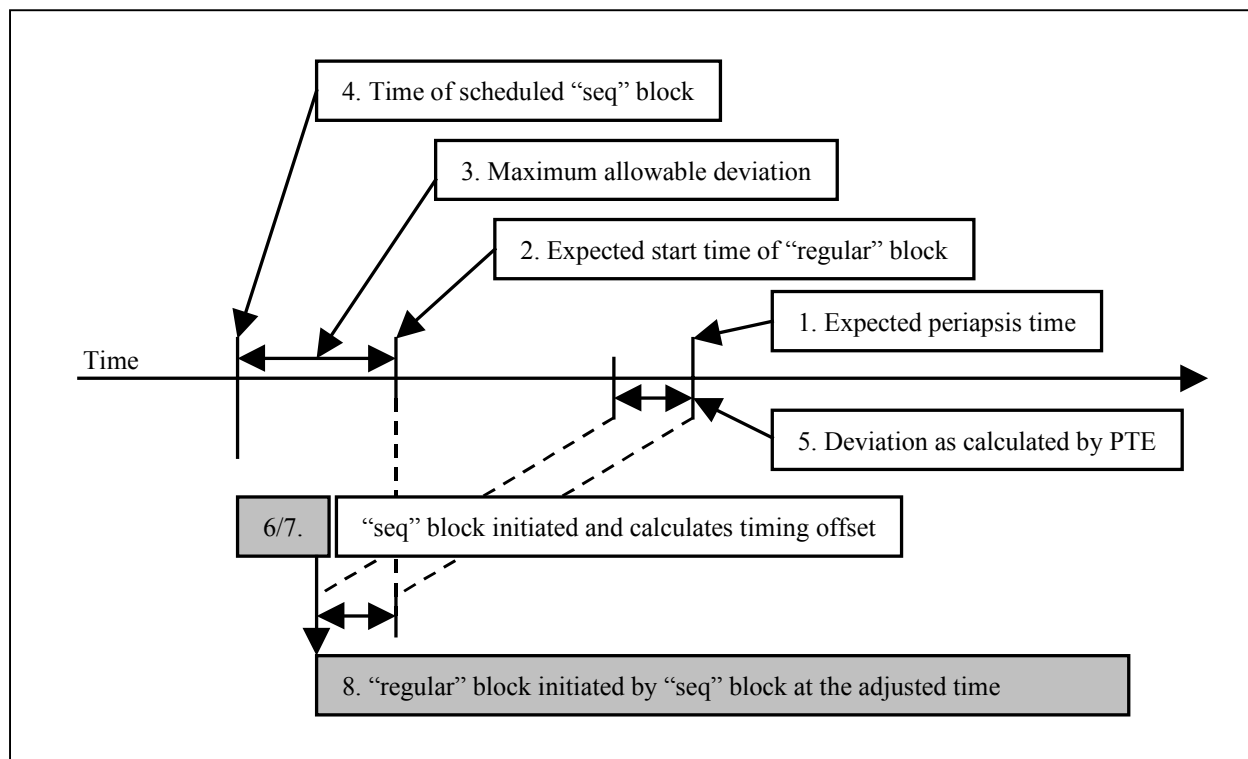 4. Time of scheduled “seq” block
3. Maximum allowable deviation
2. Expected start time of “regular” block
1. Expected periapsis time
Time
5. Deviation as calculated by PTE
6/7. “seq” block initiated and calculates timing offset
8. “regular” block initiated by “seq” block at the adjusted time